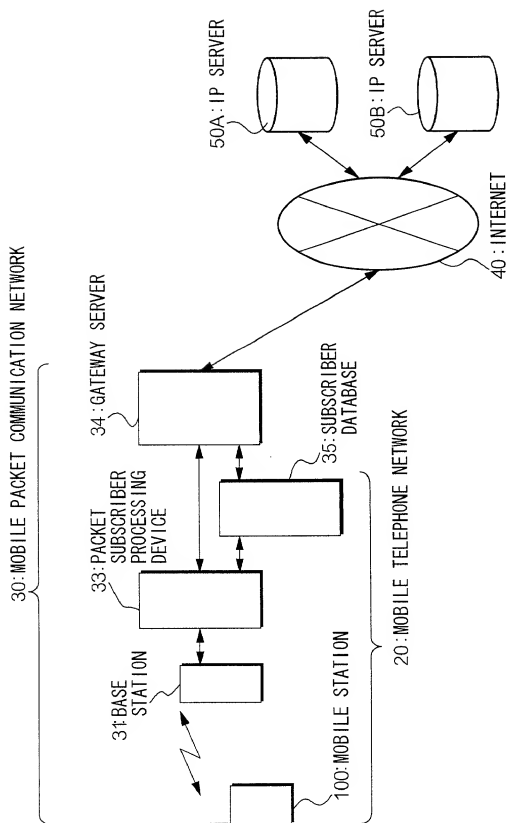 30:MOBILE PACKET COMMUNICATION NETWORK
34:GATEWAY SERVER
33:PACKET
SUBSCRIBER
PROCESSING
DEVICE
31:BASE
STATION
100:MOBILE STATION
35:SUBSCRIBER
DATABASE
20:MOBILE TELEPHONE NETWORK
50A:IP SERVER
50B:IP SERVER
40:INTERNET